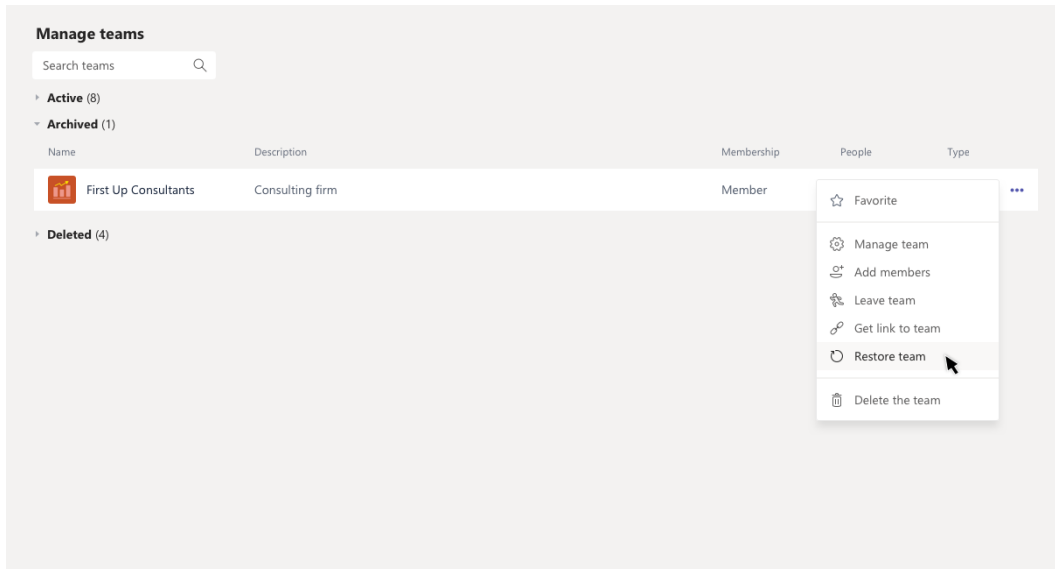 Manage teams
Search teams
Active (8)
Archived (1)
Name Description Membership People Type
First Up Consultants Consulting firm Member
Favorite
Deleted (4)
Manage team
Add members
Leave team
Get link to team
Restore team
Delete the team